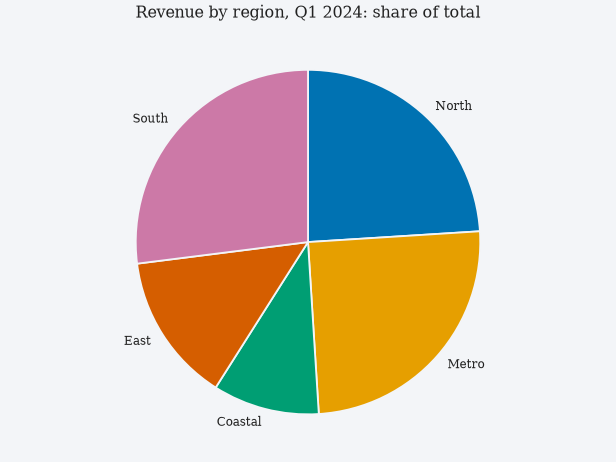 Revenue by region, Q1 2024: share of total
North
South
East
Metro
Coastal